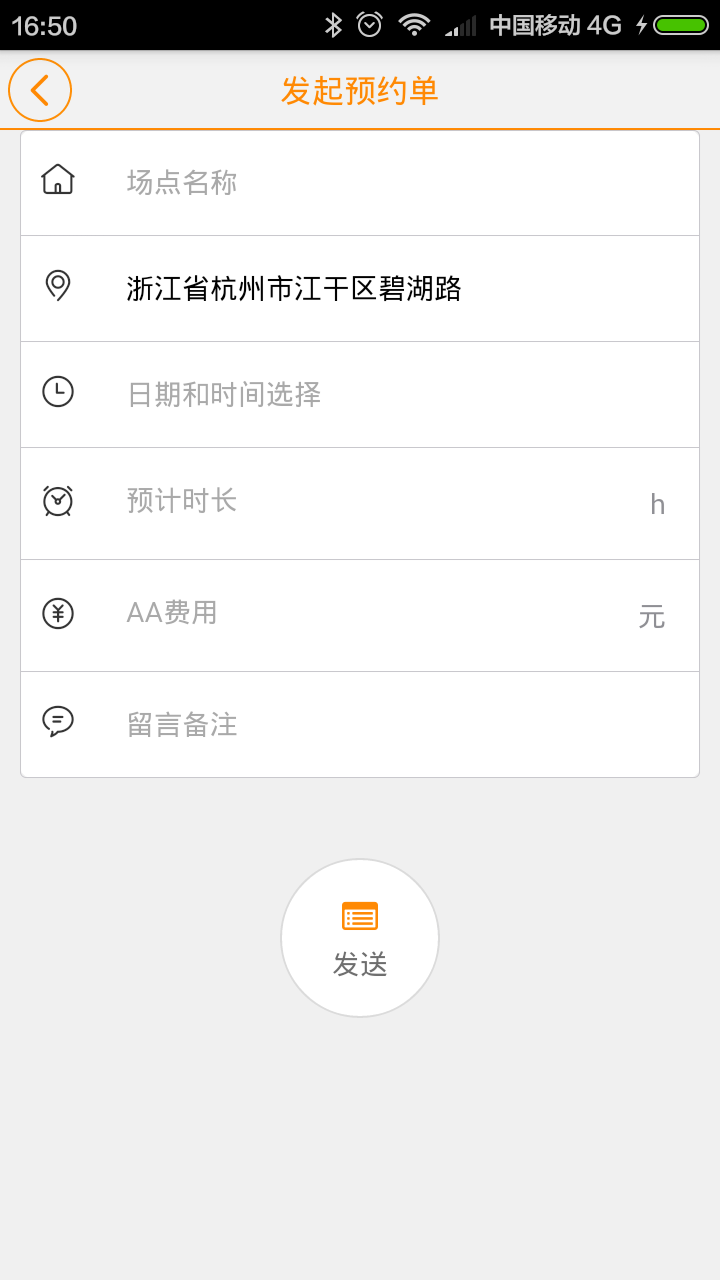 16:50 中国移动 4G
发起预约单
场点名称
浙江省杭州市江干区碧湖路
日期和时间选择
预计时长 h
AA费用 元
留言备注
发送